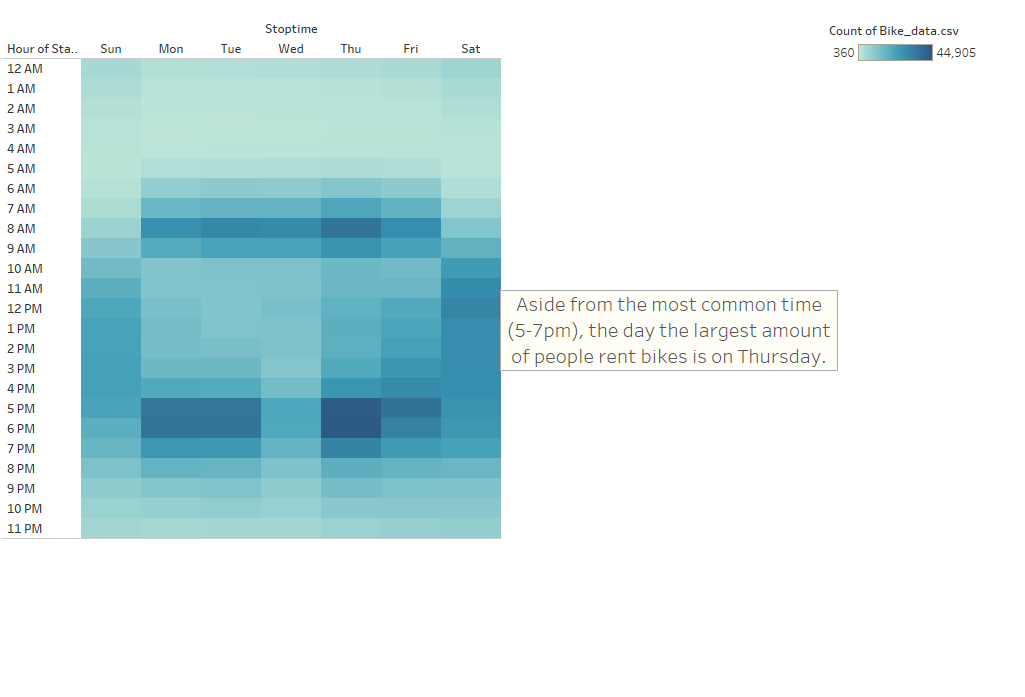 Stoptime
Hour of Sta.. Sun Mon Tue Wed Thu Fri Sat
12 AM
1 AM
2 AM
3 AM
4 AM
5 AM
6 AM
7 AM
8 AM
9 AM
10 AM
11 AM
12 PM
1 PM
2 PM
3 PM
4 PM
5 PM
6 PM
7 PM
8 PM
9 PM
10 PM
11 PM
Aside from the most common time
(5-7pm), the day the largest amount
of people rent bikes is on Thursday.
Count of Bike_data.csv
360 44,905